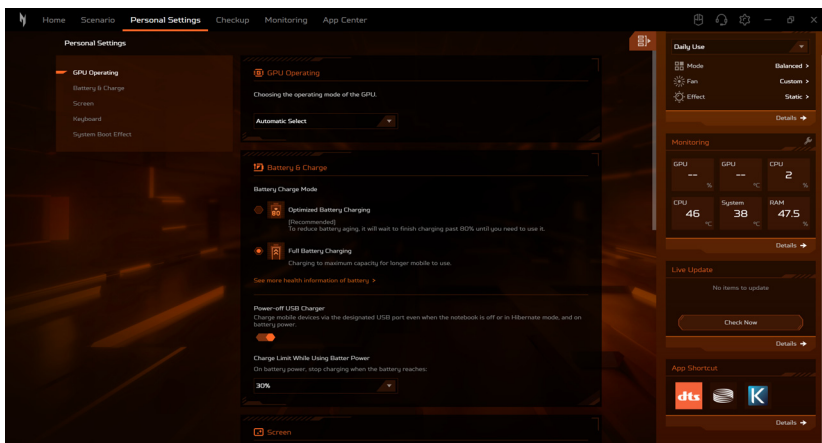 Home Scenario Personal Settings Checkup Monitoring App Center
Personal Settings
GPU Operating
Battery & Charge
Screen
Keyboard
System Boot Effect
GPU Operating
Choosing the operating mode of the GPU.
Automatic Select
Battery & Charge
Battery Charge Mode
80
Optimized Battery Charging
[Recommended]
To reduce battery aging, it will wait to finish charging past 80% until you need to use it.
Full Battery Charging
Charging to maximum capacity for longer mobile to use.
See more health information of battery >
Power-off USB Charger
Charge mobile devices via the designated USB port even when the notebook is off or in Hibernate mode, and on
battery power.
Charge Limit While Using Batter Power
On battery power, stop charging when the battery reaches:
30%
Screen
Daily Use
Mode Balanced >
Fan Custom >
Effect Static >
Details →
Monitoring
GPU GPU CPU
-- -- 2
% °C %
CPU System RAM
46 38 47.5
°C °C %
Details →
Live Update
No items to update
Check Now
Details →
App Shortcut
dts K
Details →